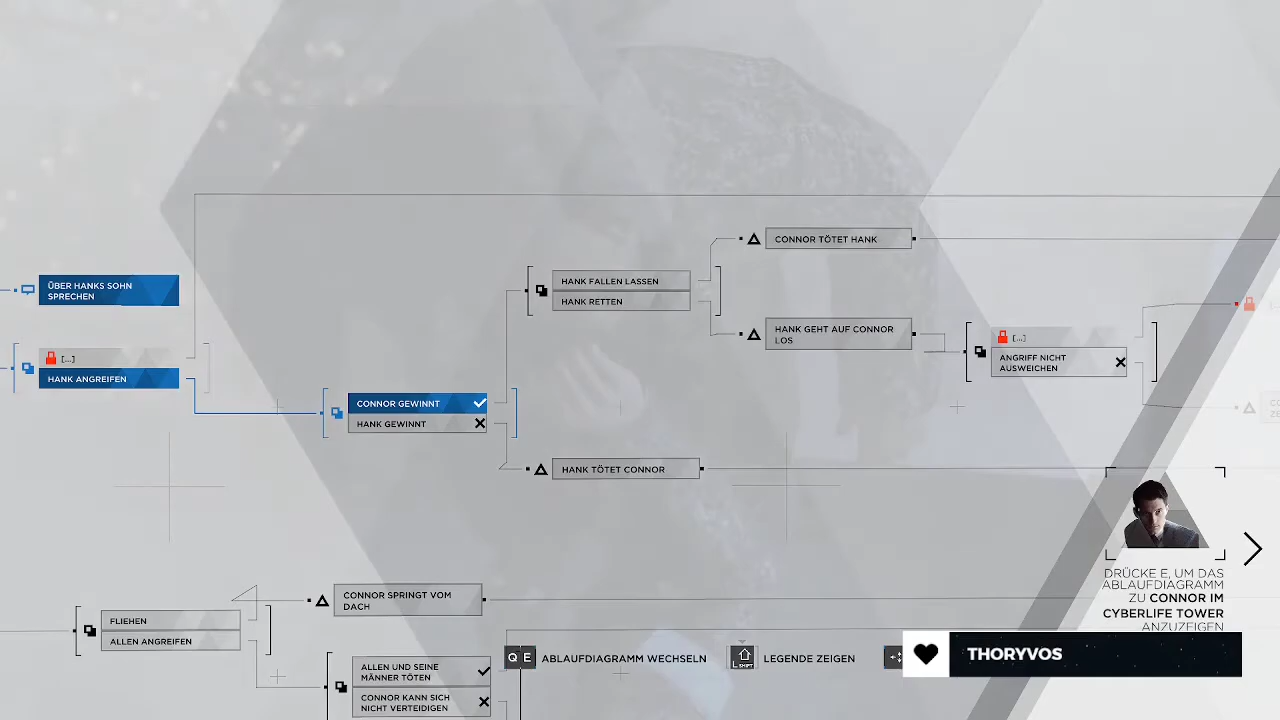 CONNOR TÖTET HANK
HANK FALLEN LASSEN
HANK RETTEN
ÜBER HANKS SOHN
SPRECHEN
HANK GEHT AUF CONNOR
LOS
[...]
HANK ANGREIFEN
[...]
ANGRIFF NICHT
AUSWEICHEN
CONNOR GEWINNT
HANK GEWINNT
HANK TÖTET CONNOR
DRÜCKE E, UM DAS
ABLAUFDIAGRAMM
ZU CONNOR IM
CYBERLIFE TOWER
ANZUZEIGEN
CONNOR SPRINGT VOM
DACH
FLIEHEN
ALLEN ANGREIFEN
ALLEN UND SEINE
MÄNNER TÖTEN
CONNOR KANN SICH
NICHT VERTEIDIGEN
Q E ABLAUFDIAGRAMM WECHSELN
L SHIFT LEGENDE ZEIGEN
THORYVOS